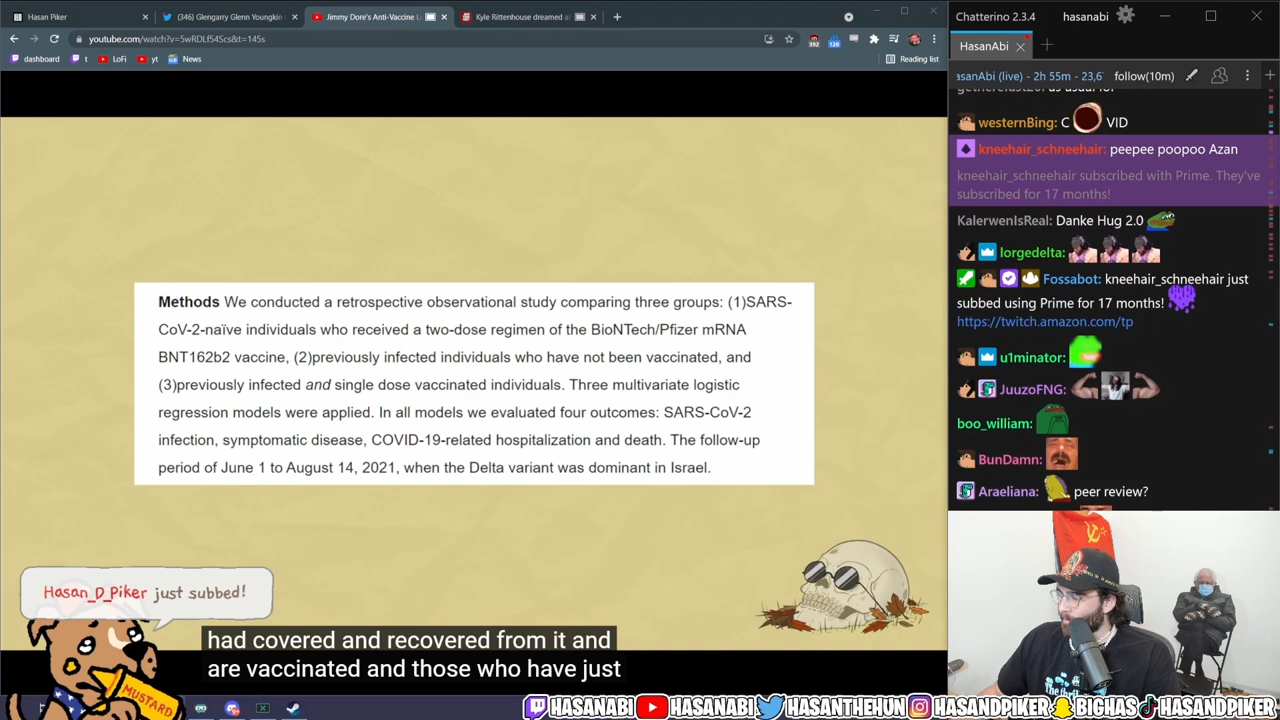 Hasan Piker
(346) Glengarry Glenn Youngkin
Jimmy Dore's Anti-Vaccine L
Kyle Rittenhouse dreamed a
youtube.com/watch?v=5wRDLf54Scs&t=145s
392
120
dashboard
t
LoFi
yt
News
Reading list
Methods We conducted a retrospective observational study comparing three groups: (1)SARS-
CoV-2-naïve individuals who received a two-dose regimen of the BioNTech/Pfizer mRNA
BNT162b2 vaccine, (2)previously infected individuals who have not been vaccinated, and
(3)previously infected and single dose vaccinated individuals. Three multivariate logistic
regression models were applied. In all models we evaluated four outcomes: SARS-CoV-2
infection, symptomatic disease, COVID-19-related hospitalization and death. The follow-up
period of June 1 to August 14, 2021, when the Delta variant was dominant in Israel.
Hasan_D_Piker just subbed!
MUSTARD
had covered and recovered from it and
are vaccinated and those who have just
Chatterino 2.3.4
hasanabi
HasanAbi
asanAbi (live) - 2h 55m - 23,6
follow(10m)
westernBing: C VID
kneehair_schneehair: peepee poopoo Azan
kneehair_schneehair subscribed with Prime. They've
subscribed for 17 months!
KalerwenIsReal: Danke Hug 2.0
lorgedelta:
Fossabot: kneehair_schneehair just
subbed using Prime for 17 months!
https://twitch.amazon.com/tp
u1minator:
JuuzoFNG:
boo_william:
BunDamn:
Araeliana: peer review?
HASANABI
HASANABI
HASANTHEHUN
HASANDPIKER
BIGHAS
HASANDPIKER